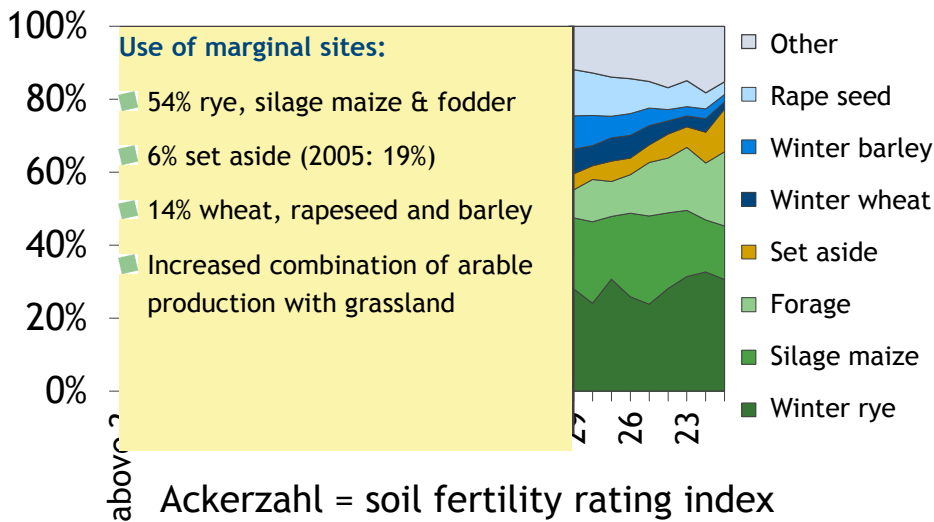 100%
80%
60%
40%
20%
0%
Use of marginal sites:
54% rye, silage maize & fodder
6% set aside (2005: 19%)
14% wheat, rapeseed and barley
Increased combination of arable
production with grassland
above
29
26
23
Other
Rape seed
Winter barley
Winter wheat
Set aside
Forage
Silage maize
Winter rye
Ackerzahl = soil fertility rating index